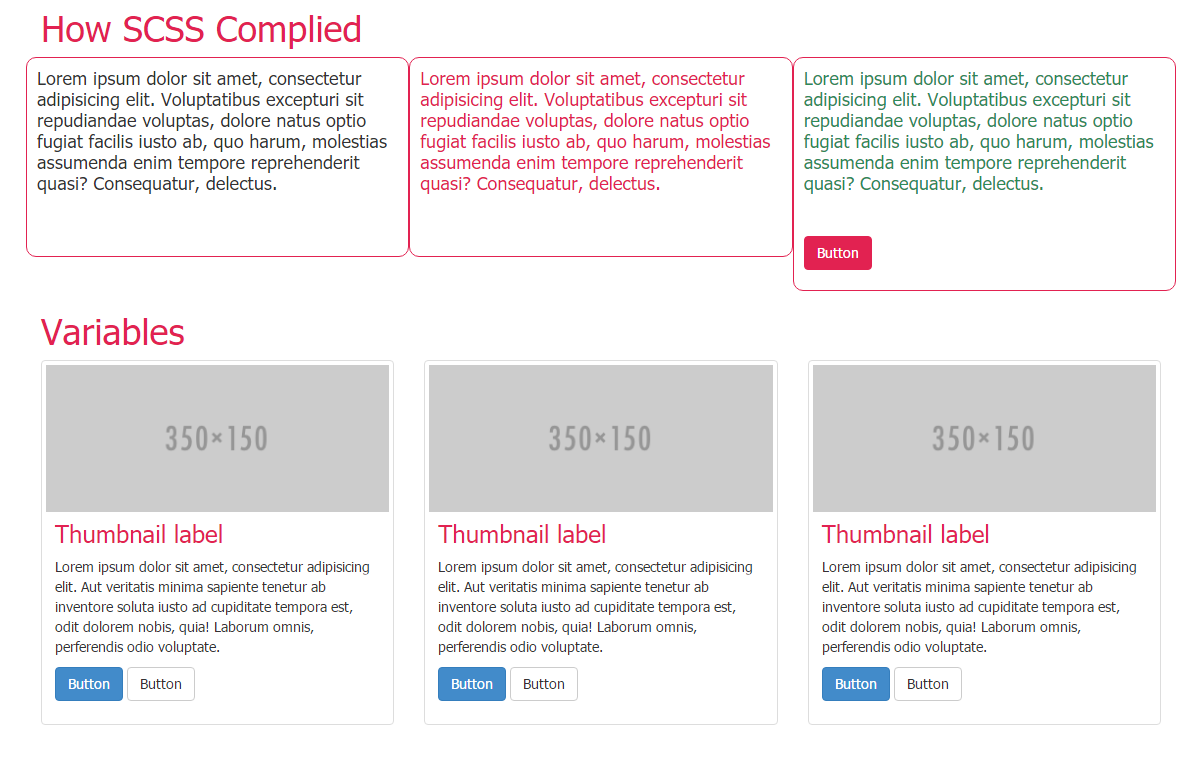 How SCSS Complied
Lorem ipsum dolor sit amet, consectetur
adipisicing elit. Voluptatibus excepturi sit
repudiandae voluptas, dolore natus optio
fugiat facilis iusto ab, quo harum, molestias
assumenda enim tempore reprehenderit
quasi? Consequatur, delectus.
Lorem ipsum dolor sit amet, consectetur
adipisicing elit. Voluptatibus excepturi sit
repudiandae voluptas, dolore natus optio
fugiat facilis iusto ab, quo harum, molestias
assumenda enim tempore reprehenderit
quasi? Consequatur, delectus.
Lorem ipsum dolor sit amet, consectetur
adipisicing elit. Voluptatibus excepturi sit
repudiandae voluptas, dolore natus optio
fugiat facilis iusto ab, quo harum, molestias
assumenda enim tempore reprehenderit
quasi? Consequatur, delectus.
Button
Variables
350×150
Thumbnail label
Lorem ipsum dolor sit amet, consectetur adipisicing
elit. Aut veritatis minima sapiente tenetur ab
inventore soluta iusto ad cupiditate tempora est,
odit dolorem nobis, quia! Laborum omnis,
perferendis odio voluptate.
Button Button
350×150
Thumbnail label
Lorem ipsum dolor sit amet, consectetur adipisicing
elit. Aut veritatis minima sapiente tenetur ab
inventore soluta iusto ad cupiditate tempora est,
odit dolorem nobis, quia! Laborum omnis,
perferendis odio voluptate.
Button Button
350×150
Thumbnail label
Lorem ipsum dolor sit amet, consectetur adipisicing
elit. Aut veritatis minima sapiente tenetur ab
inventore soluta iusto ad cupiditate tempora est,
odit dolorem nobis, quia! Laborum omnis,
perferendis odio voluptate.
Button Button